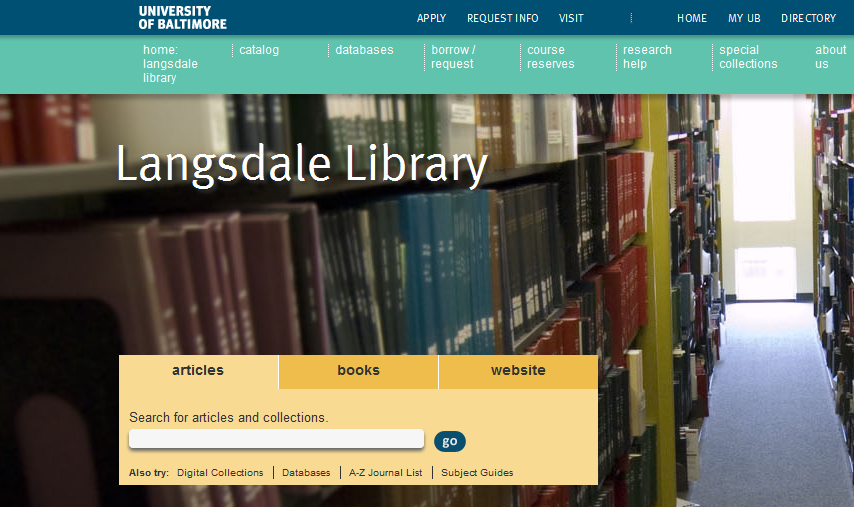 UNIVERSITY
OF BALTIMORE
APPLY REQUEST INFO VISIT HOME MY UB DIRECTORY
home: langsdale library
catalog
databases
borrow / request
course reserves
research help
special collections
about us
Langsdale Library
articles books website
Search for articles and collections.
go
Also try: Digital Collections Databases A-Z Journal List Subject Guides